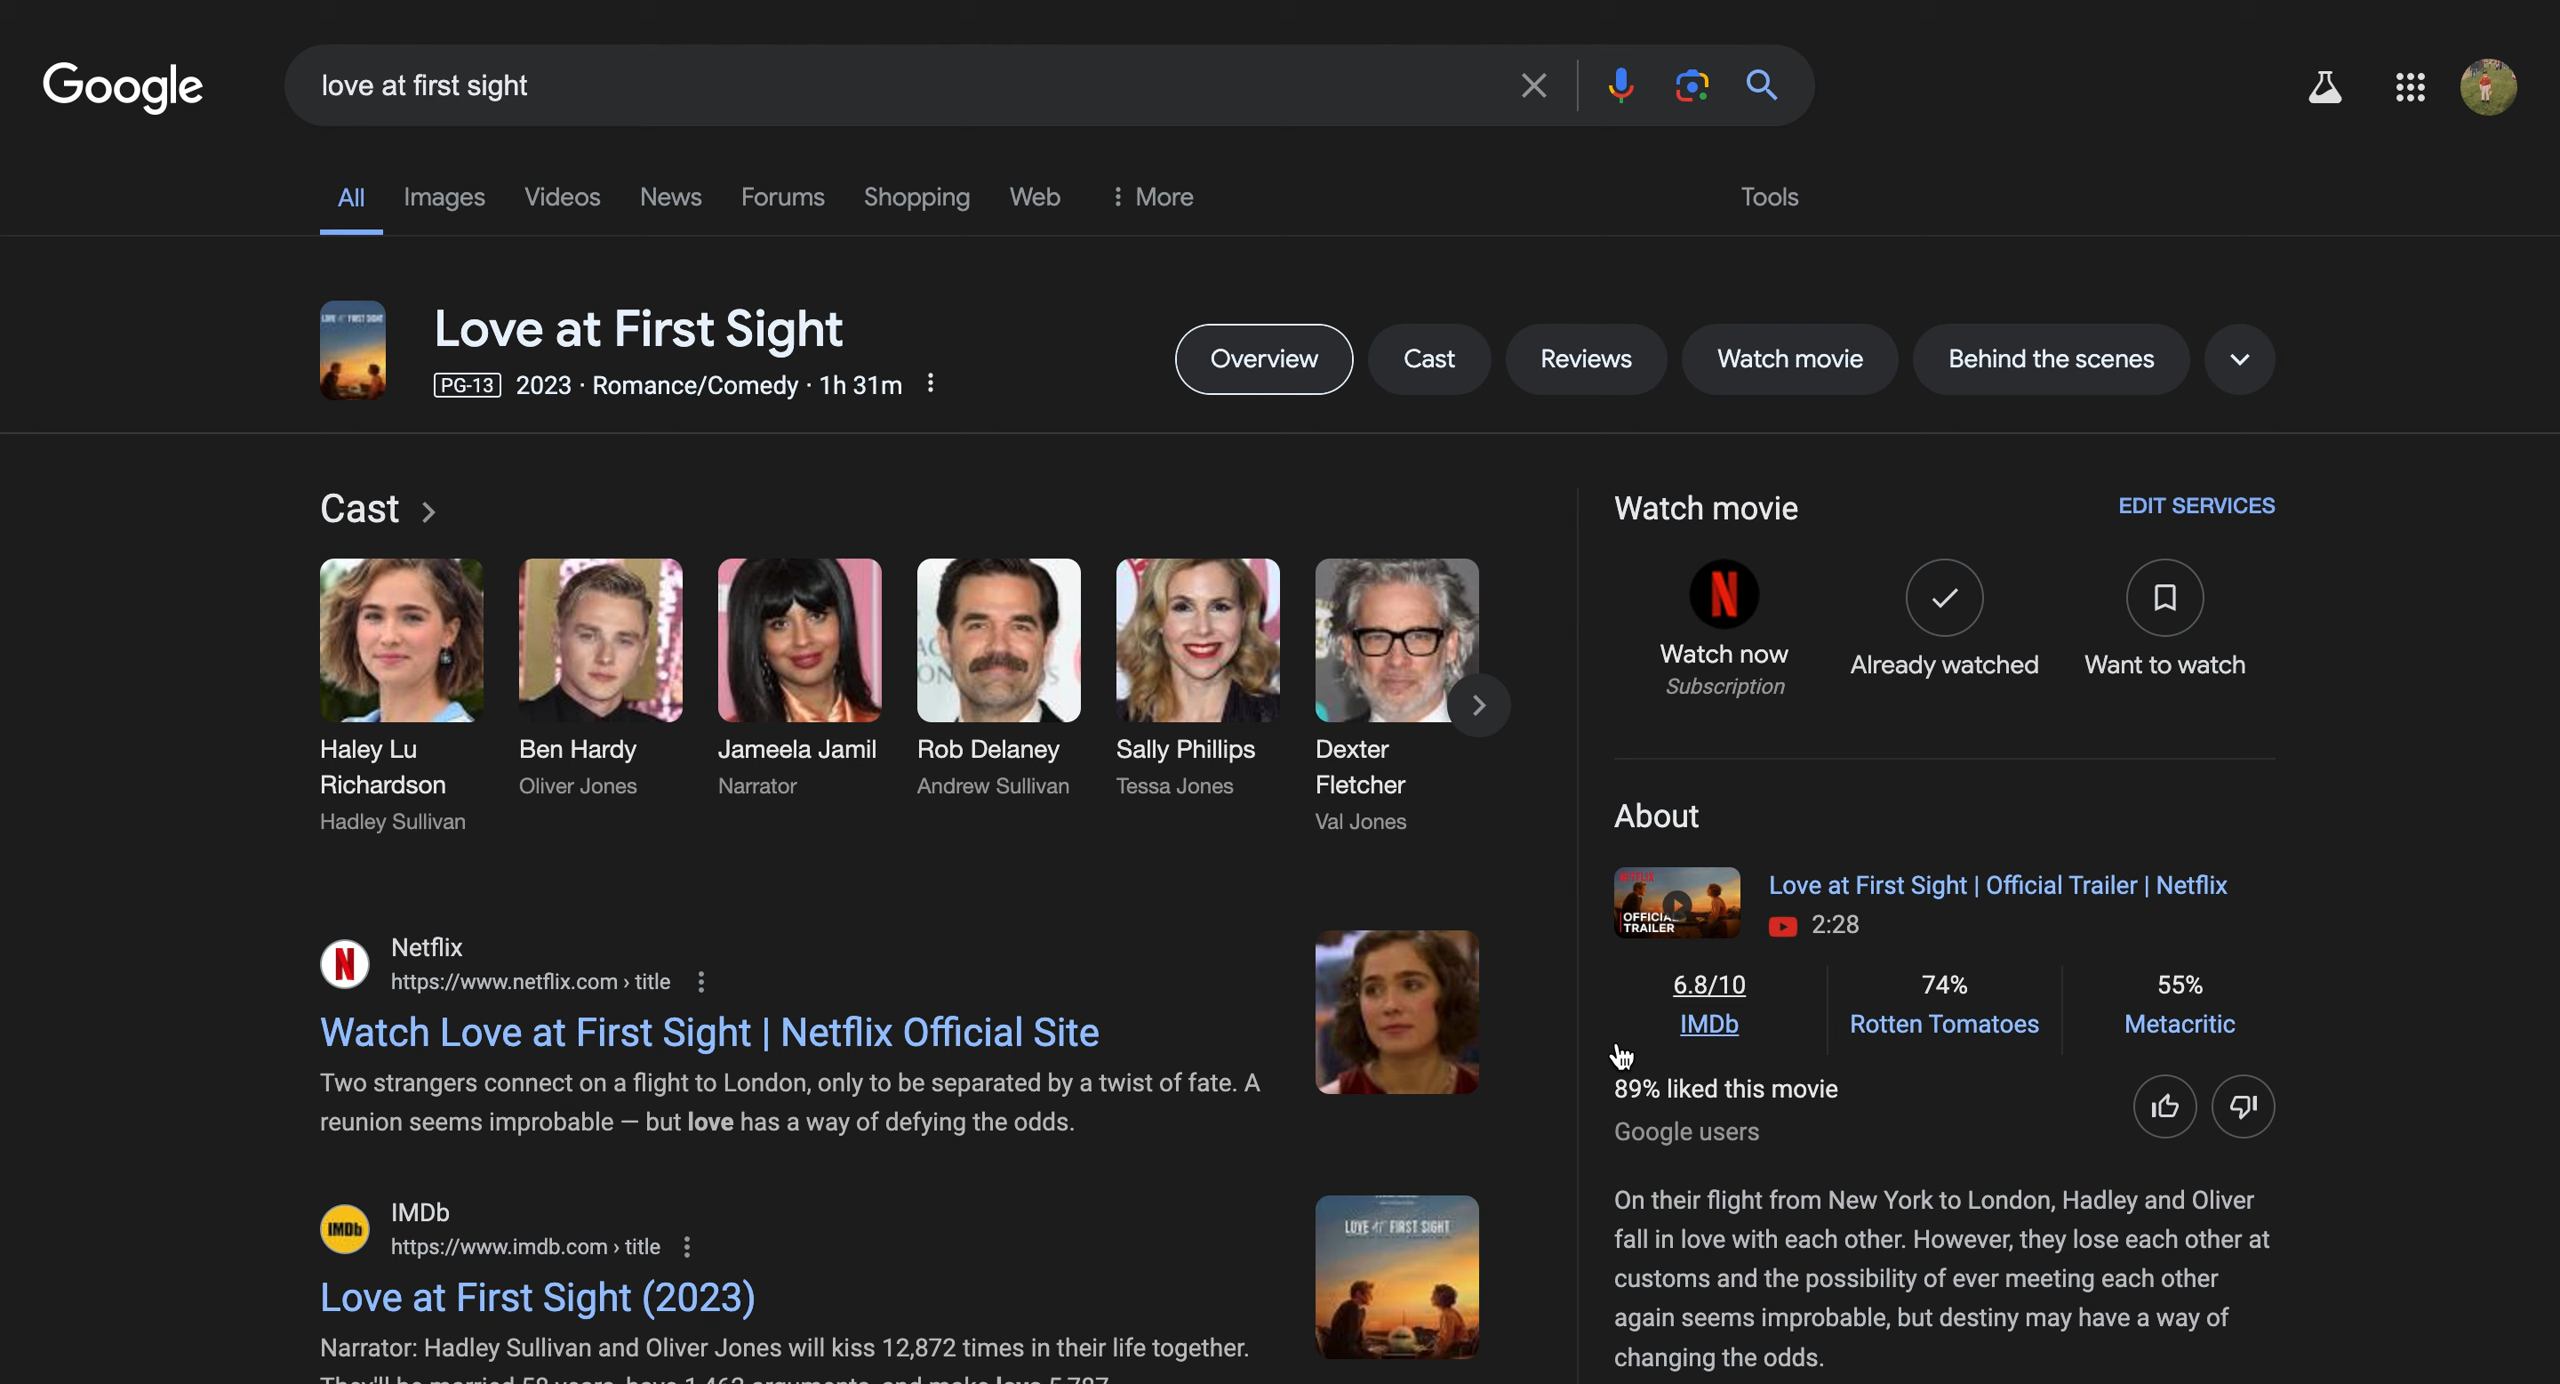 Google
love at first sight
All Images Videos News Forums Shopping Web More Tools
Love at First Sight
PG-13 2023 · Romance/Comedy · 1h 31m
Overview Cast Reviews Watch movie Behind the scenes
Cast
Haley Lu Richardson
Hadley Sullivan
Ben Hardy
Oliver Jones
Jameela Jamil
Narrator
Rob Delaney
Andrew Sullivan
Sally Phillips
Tessa Jones
Dexter Fletcher
Val Jones
Netflix
https://www.netflix.com › title
Watch Love at First Sight | Netflix Official Site
Two strangers connect on a flight to London, only to be separated by a twist of fate. A
reunion seems improbable — but love has a way of defying the odds.
IMDb
IMDb
https://www.imdb.com › title
Love at First Sight (2023)
Narrator: Hadley Sullivan and Oliver Jones will kiss 12,872 times in their life together.
LOVE AT FIRST SIGHT
Watch movie
EDIT SERVICES
Watch now
Subscription
Already watched
Want to watch
About
NETFLIX
OFFICIAL
TRAILER
Love at First Sight | Official Trailer | Netflix
2:28
6.8/10
IMDb
74%
Rotten Tomatoes
55%
Metacritic
89% liked this movie
Google users
On their flight from New York to London, Hadley and Oliver
fall in love with each other. However, they lose each other at
customs and the possibility of ever meeting each other
again seems improbable, but destiny may have a way of
changing the odds.